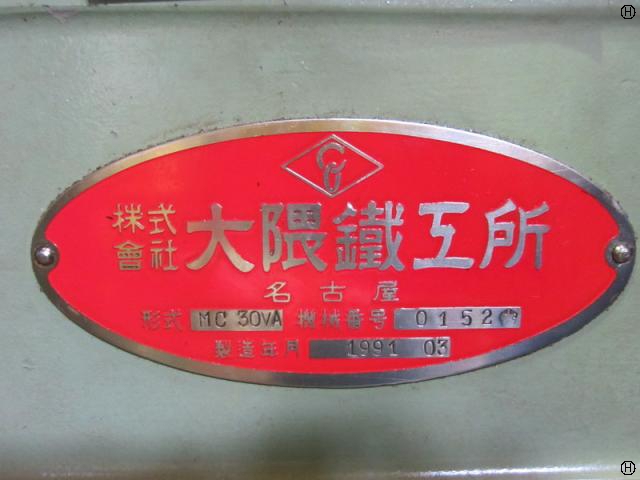 株式會社 大隈鐵工所
名古屋
形式 MC 30VA 機械番号 0152
製造年月 1991 03